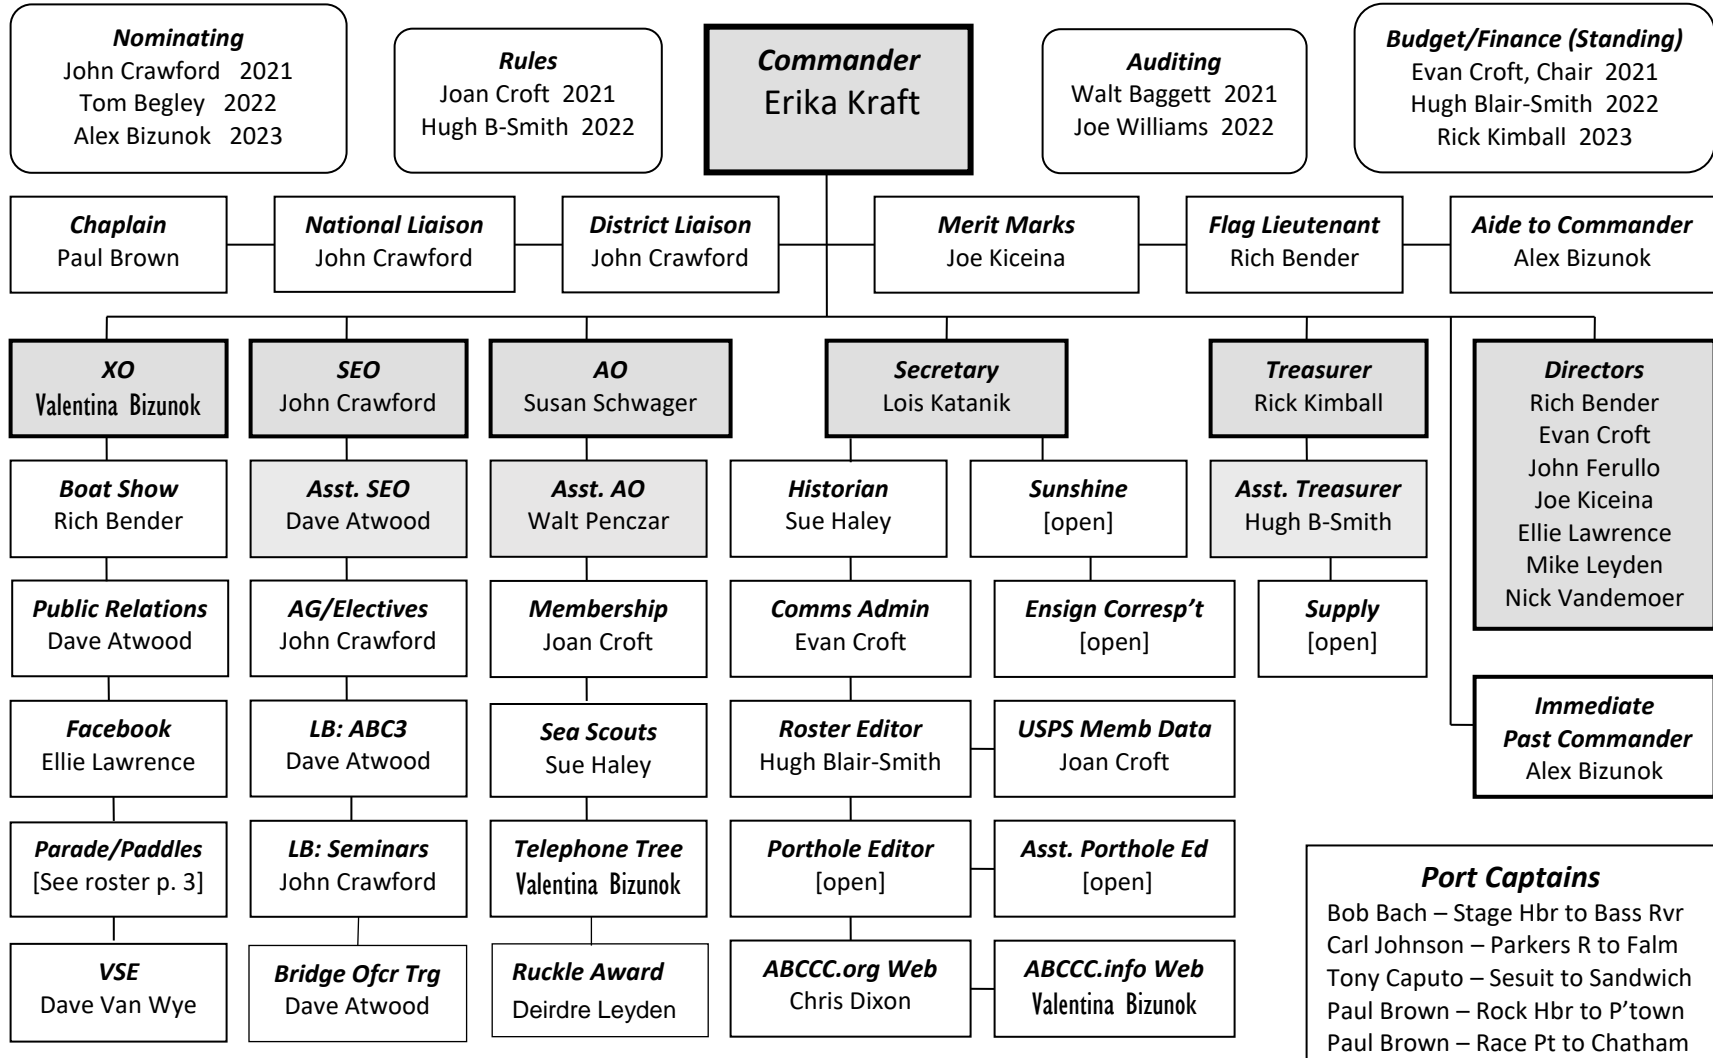 Nominating
John Crawford 2021
Tom Begley 2022
Alex Bizunok 2023
Rules
Joan Croft 2021
Hugh B-Smith 2022
Commander
Erika Kraft
Auditing
Walt Baggett 2021
Joe Williams 2022
Budget/Finance (Standing)
Evan Croft, Chair 2021
Hugh Blair-Smith 2022
Rick Kimball 2023
Chaplain
Paul Brown
National Liaison
John Crawford
District Liaison
John Crawford
Merit Marks
Joe Kiceina
Flag Lieutenant
Rich Bender
Aide to Commander
Alex Bizunok
XO
Valentina Bizunok
SEO
John Crawford
AO
Susan Schwager
Secretary
Lois Katanik
Treasurer
Rick Kimball
Directors
Rich Bender
Evan Croft
John Ferullo
Joe Kiceina
Ellie Lawrence
Mike Leyden
Nick Vandemoer
Boat Show
Rich Bender
Asst. SEO
Dave Atwood
Asst. AO
Walt Penczar
Historian
Sue Haley
Sunshine
[open]
Asst. Treasurer
Hugh B-Smith
Public Relations
Dave Atwood
AG/Electives
John Crawford
Membership
Joan Croft
Comms Admin
Evan Croft
Ensign Corresp’t
[open]
Supply
[open]
Facebook
Ellie Lawrence
LB: ABC3
Dave Atwood
Sea Scouts
Sue Haley
Roster Editor
Hugh Blair-Smith
USPS Memb Data
Joan Croft
Immediate
Past Commander
Alex Bizunok
Parade/Paddles
[See roster p. 3]
LB: Seminars
John Crawford
Telephone Tree
Valentina Bizunok
Porthole Editor
[open]
Asst. Porthole Ed
[open]
VSE
Dave Van Wye
Bridge Ofcr Trg
Dave Atwood
Ruckle Award
Deirdre Leyden
ABCCC.org Web
Chris Dixon
ABCCC.info Web
Valentina Bizunok
Port Captains
Bob Bach – Stage Hbr to Bass Rvr
Carl Johnson – Parkers R to Falm
Tony Caputo – Sesuit to Sandwich
Paul Brown – Rock Hbr to P’town
Paul Brown – Race Pt to Chatham